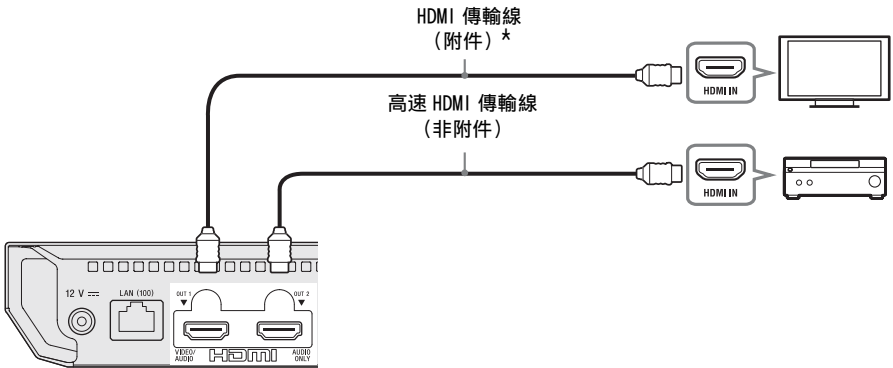 HDMI 傳輸線
（附件）*
HDMI IN
高速 HDMI 傳輸線
（非附件）
HDMI IN
12 V
LAN (100)
OUT 1
OUT 2
VIDEO/
AUDIO
HDMI
AUDIO
ONLY